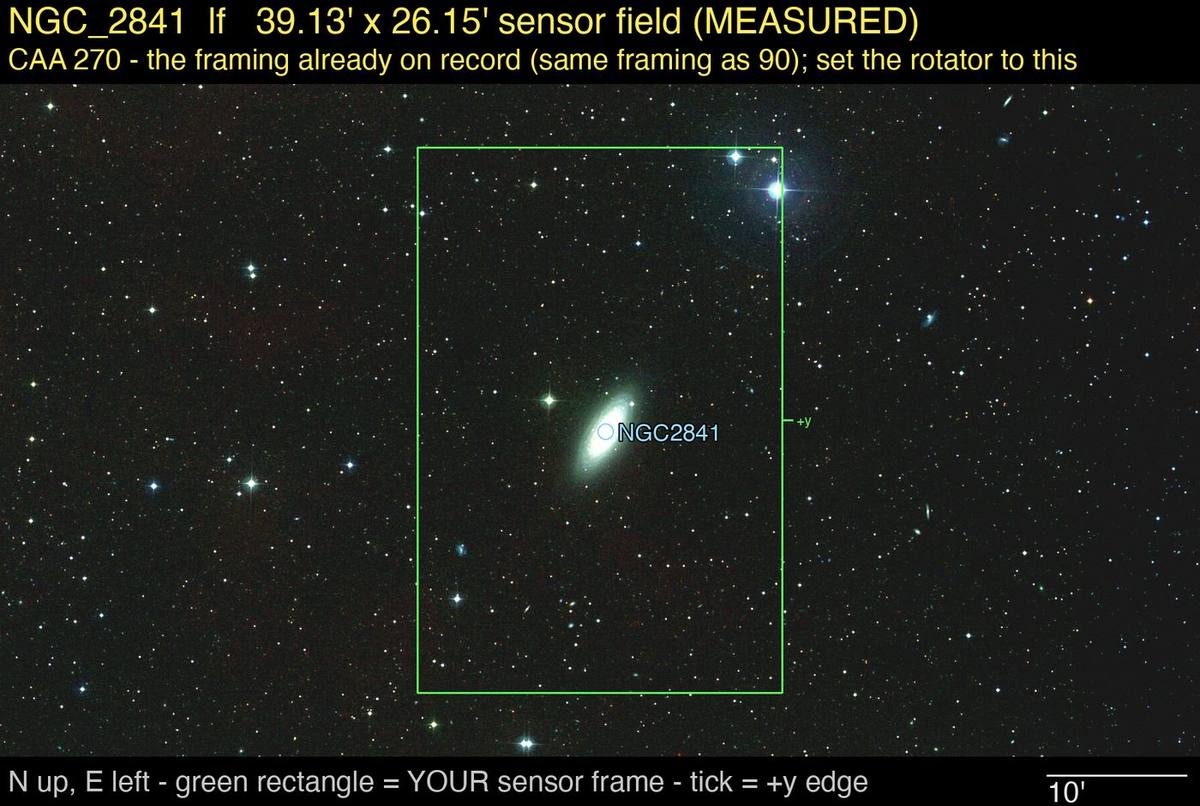 NGC_2841 lf 39.13' x 26.15' sensor field (MEASURED)
CAA 270 - the framing already on record (same framing as 90); set the rotator to this
+y
NGC2841
N up, E left - green rectangle = YOUR sensor frame - tick = +y edge
10'